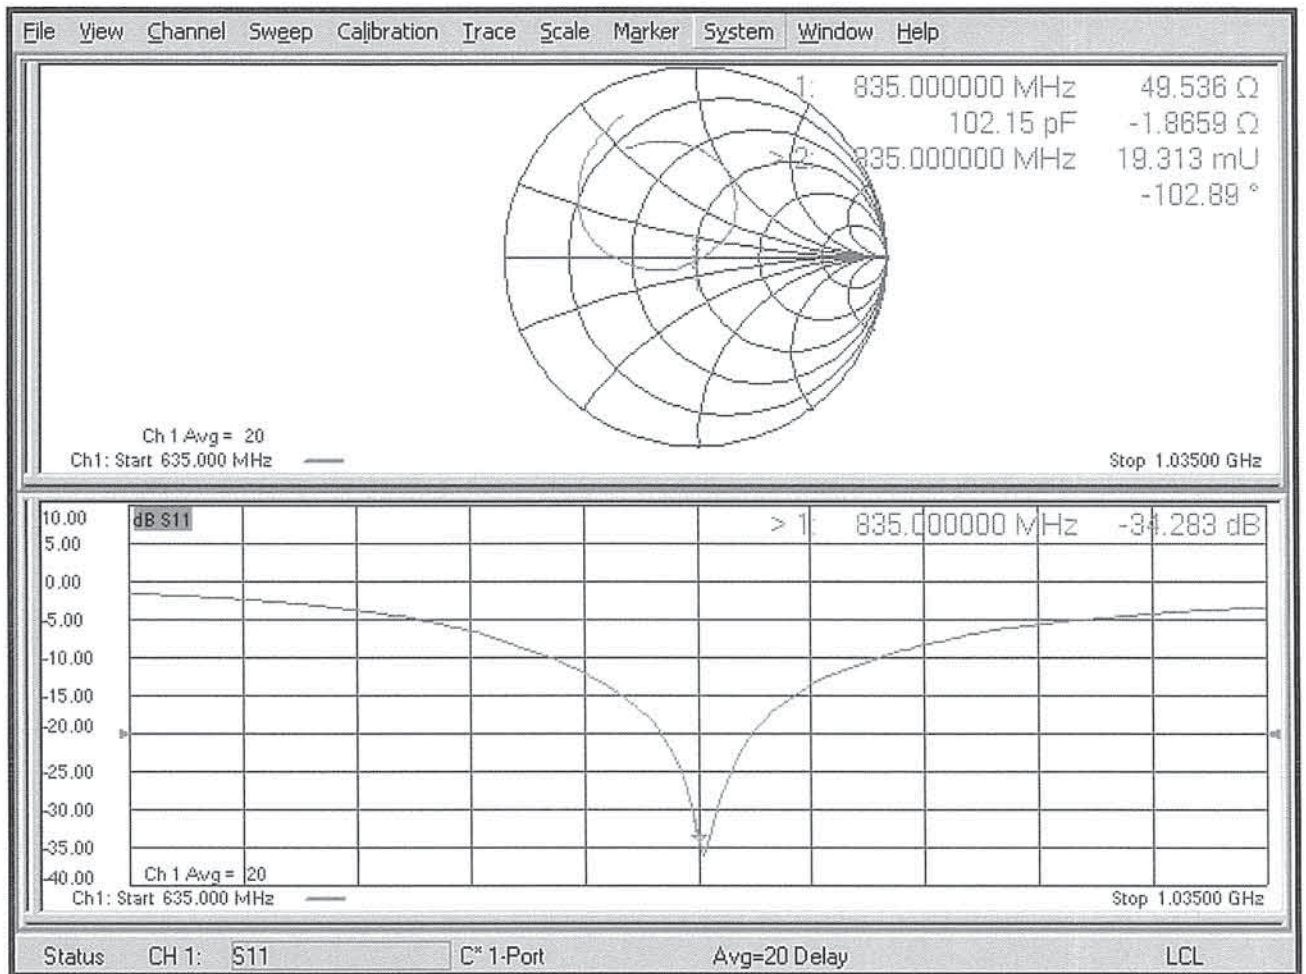 File View Channel Sweep Calibration Trace Scale Marker System Window Help
1: 835.000000 MHz 49.536 Ω
102.15 pF -1.8659 Ω
> 2: 835.000000 MHz 19.313 mU
-102.89 °
Ch 1 Avg = 20
Ch1: Start 635.000 MHz
Stop 1.03500 GHz
10.00
dB S11
> 1: 835.000000 MHz -34.283 dB
5.00
0.00
-5.00
-10.00
-15.00
-20.00
-25.00
-30.00
-35.00
-40.00
Ch 1 Avg = 20
Ch1: Start 635.000 MHz
Stop 1.03500 GHz
Status CH 1: S11 C* 1-Port Avg=20 Delay LCL